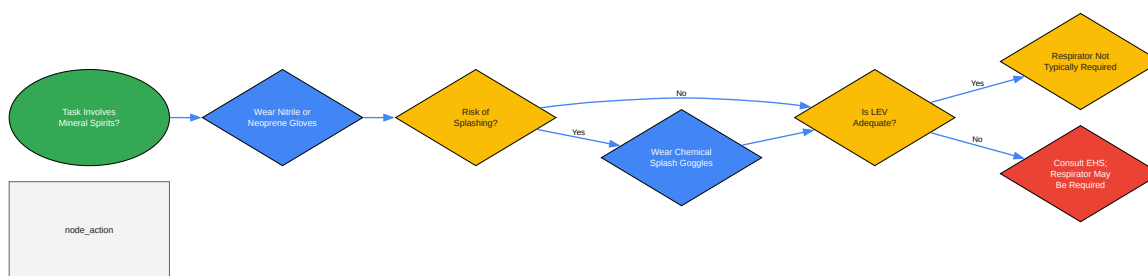 Task Involves
Mineral Spirits?
Wear Nitrile or
Neoprene Gloves
Risk of
Splashing?
No
Yes
Wear Chemical
Splash Goggles
Is LEV
Adequate?
Yes
Respirator Not
Typically Required
No
Consult EHS;
Respirator May
Be Required
node_action